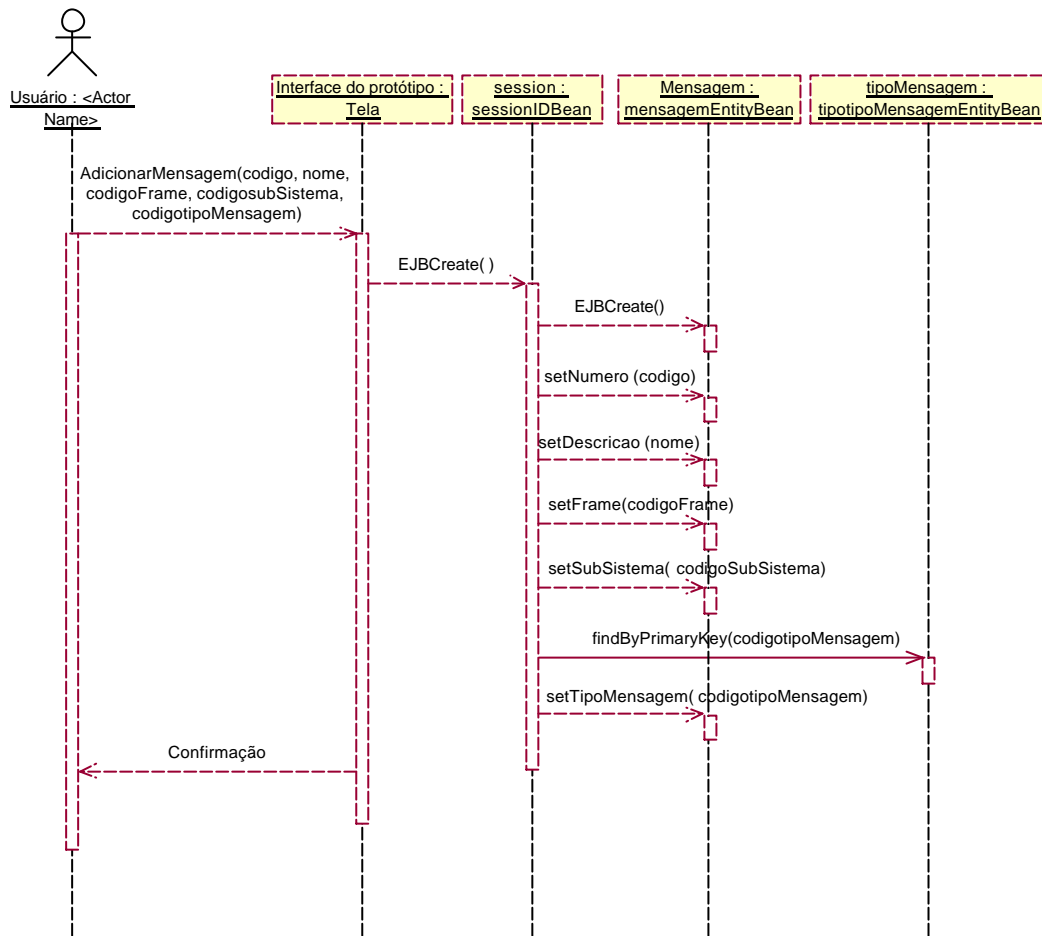 Usuário : <Actor
Name>
Interface do protótipo :
Tela
session :
sessionIDBean
Mensagem :
mensagemEntityBean
tipoMensagem :
tipotipoMensagemEntityBean
AdicionarMensagem(codigo, nome,
codigoFrame, codigosubSistema,
codigotipoMensagem)
EJBCreate( )
EJBCreate()
setNumero (codigo)
setDescricao (nome)
setFrame(codigoFrame)
setSubSistema( codigoSubSistema)
findByPrimaryKey(codigotipoMensagem)
setTipoMensagem( codigotipoMensagem)
Confirmação